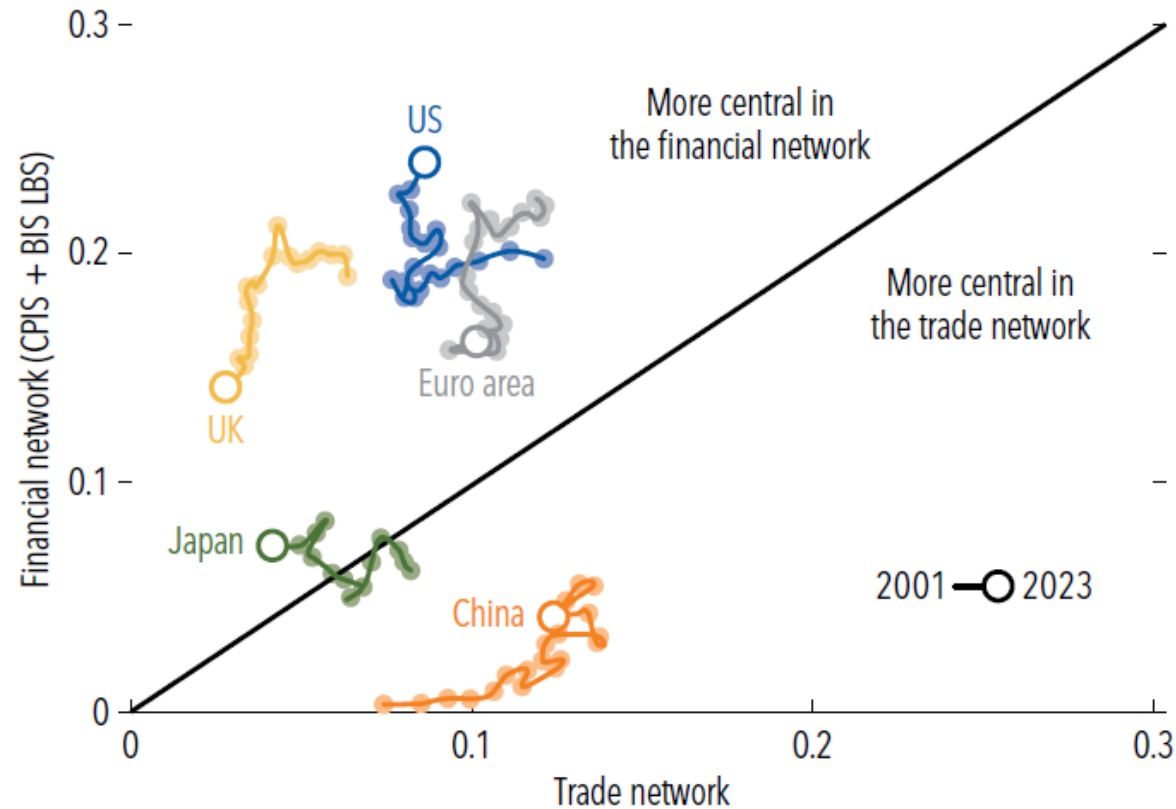 Financial network (CPIS + BIS LBS)
0.3
0.2
0.1
0
More central in
the financial network
US
More central in
the trade network
Euro area
UK
Japan
China
2001
2023
0
0.1
0.2
0.3
Trade network